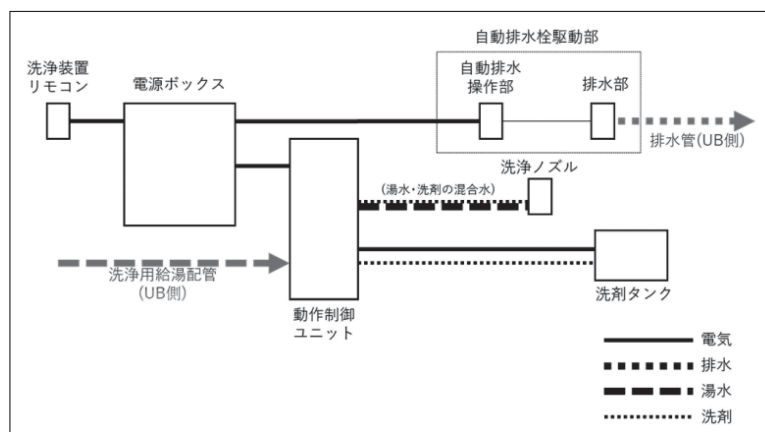 自動排水栓駆動部
洗浄装置
リモコン
電源ボックス
自動排水
操作部
排水部
排水管(UB側)
洗浄ノズル
(湯水・洗剤の混合水)
洗浄用給湯配管
(UB側)
動作制御
ユニット
洗剤タンク
電気
排水
湯水
洗剤